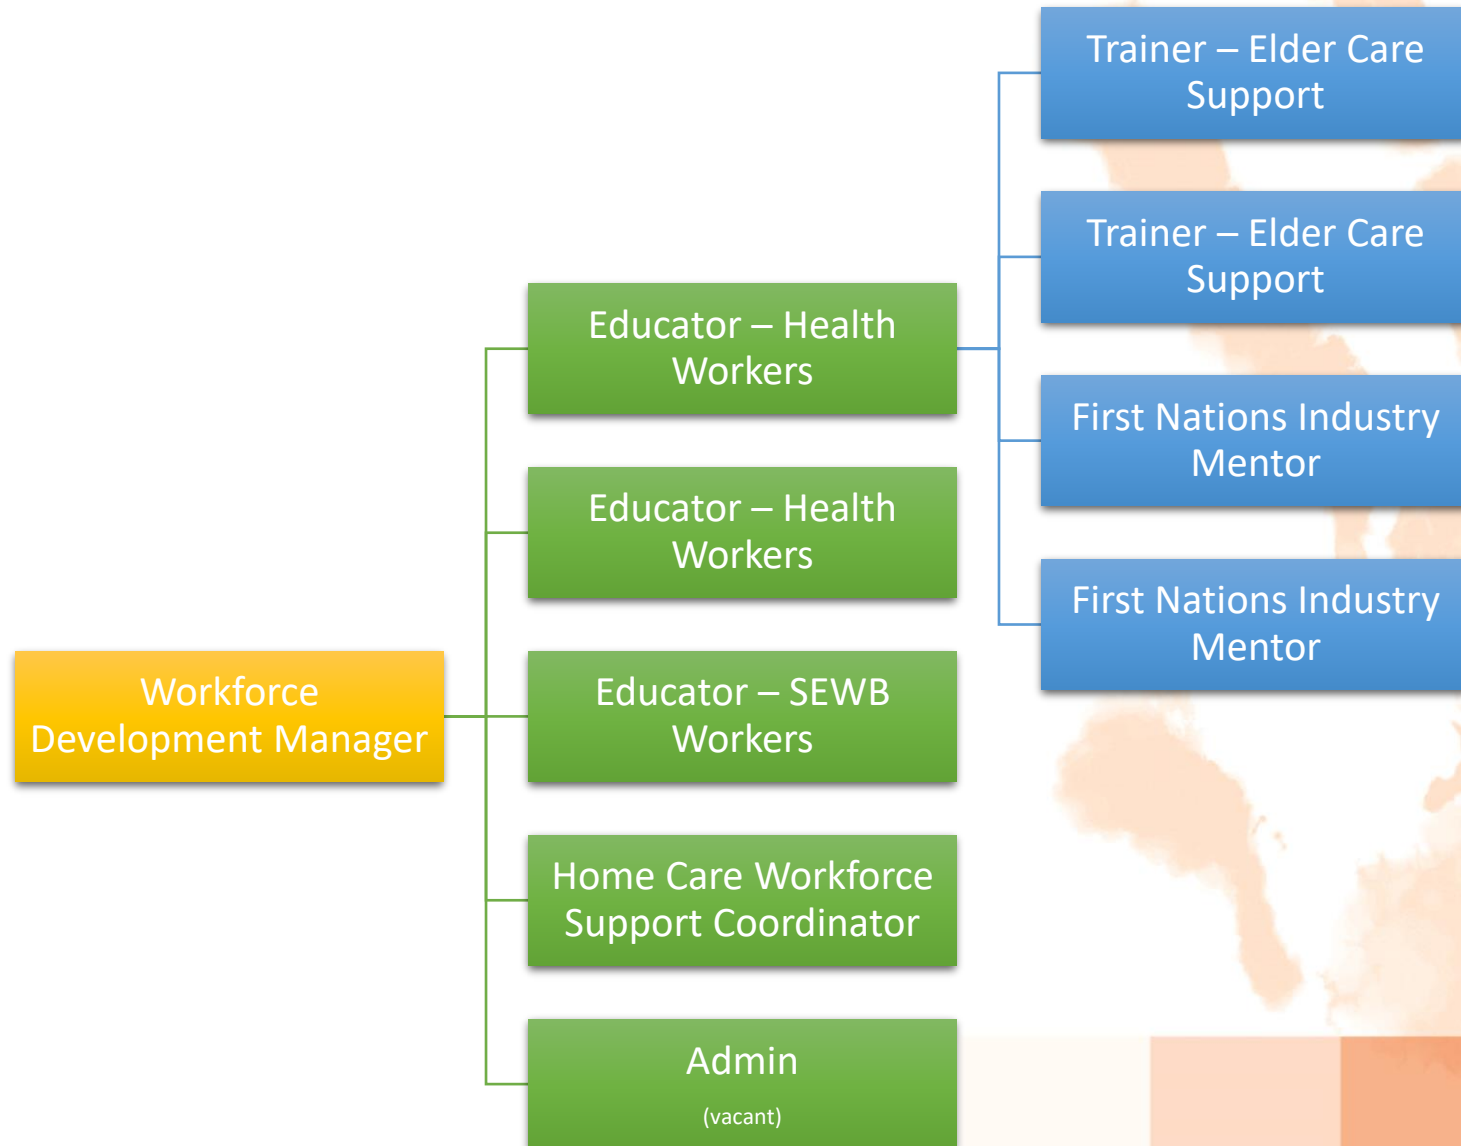 Workforce
Development Manager
Educator – Health
Workers
Educator – Health
Workers
Educator – SEWB
Workers
Home Care Workforce
Support Coordinator
Admin
(vacant)
Trainer – Elder Care
Support
Trainer – Elder Care
Support
First Nations Industry
Mentor
First Nations Industry
Mentor